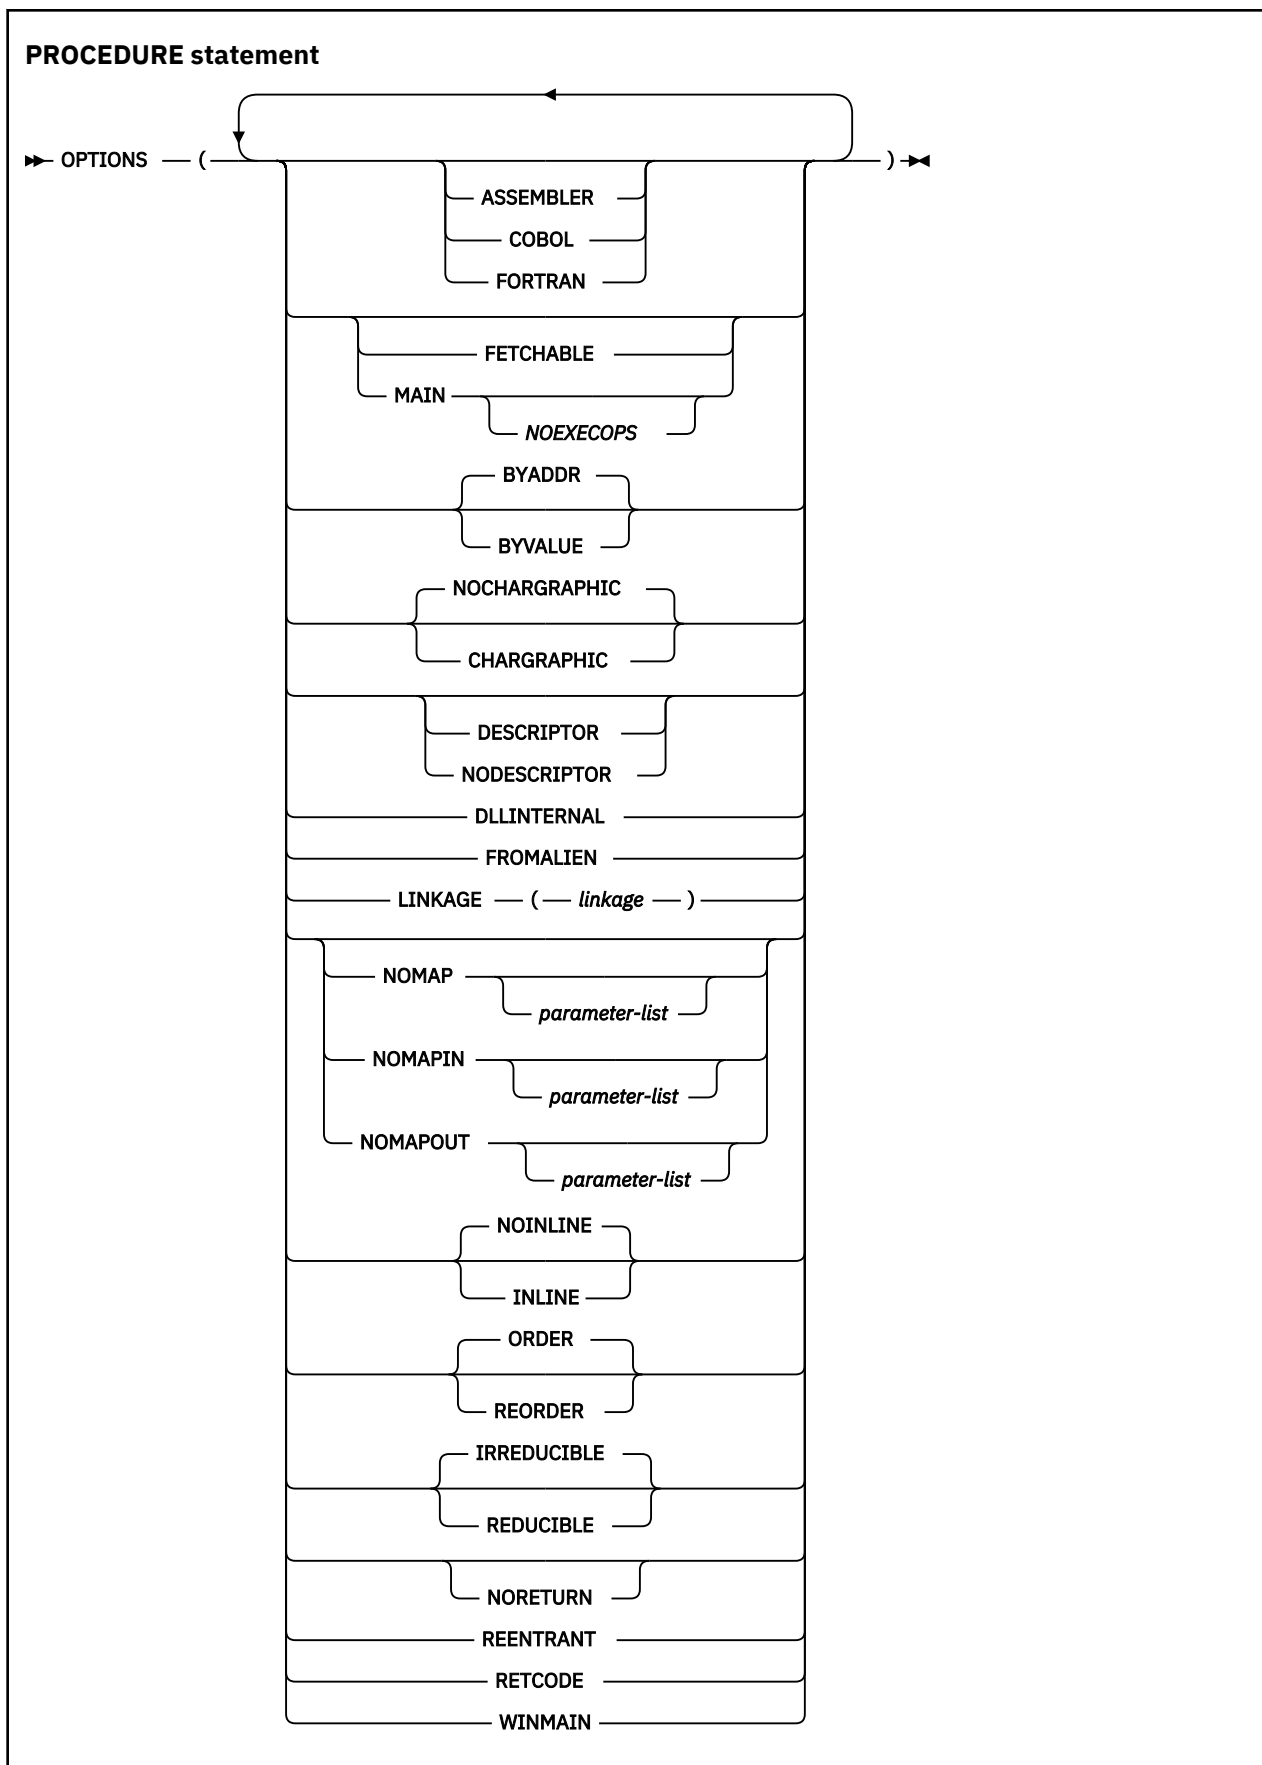 PROCEDURE statement
OPTIONS ( )
ASSEMBLER
COBOL
FORTRAN
FETCHABLE
MAIN
NOEXECOPS
BYADDR
BYVALUE
NOCHARGRAPHIC
CHARGRAPHIC
DESCRIPTOR
NODESCRIPTOR
DLLINTERNAL
FROMALIEN
LINKAGE ( linkage )
NOMAP
parameter-list
NOMAPIN
parameter-list
NOMAPOUT
parameter-list
NOINLINE
INLINE
ORDER
REORDER
IRREDUCIBLE
REDUCIBLE
NORETURN
REENTRANT
RETCODE
WINMAIN